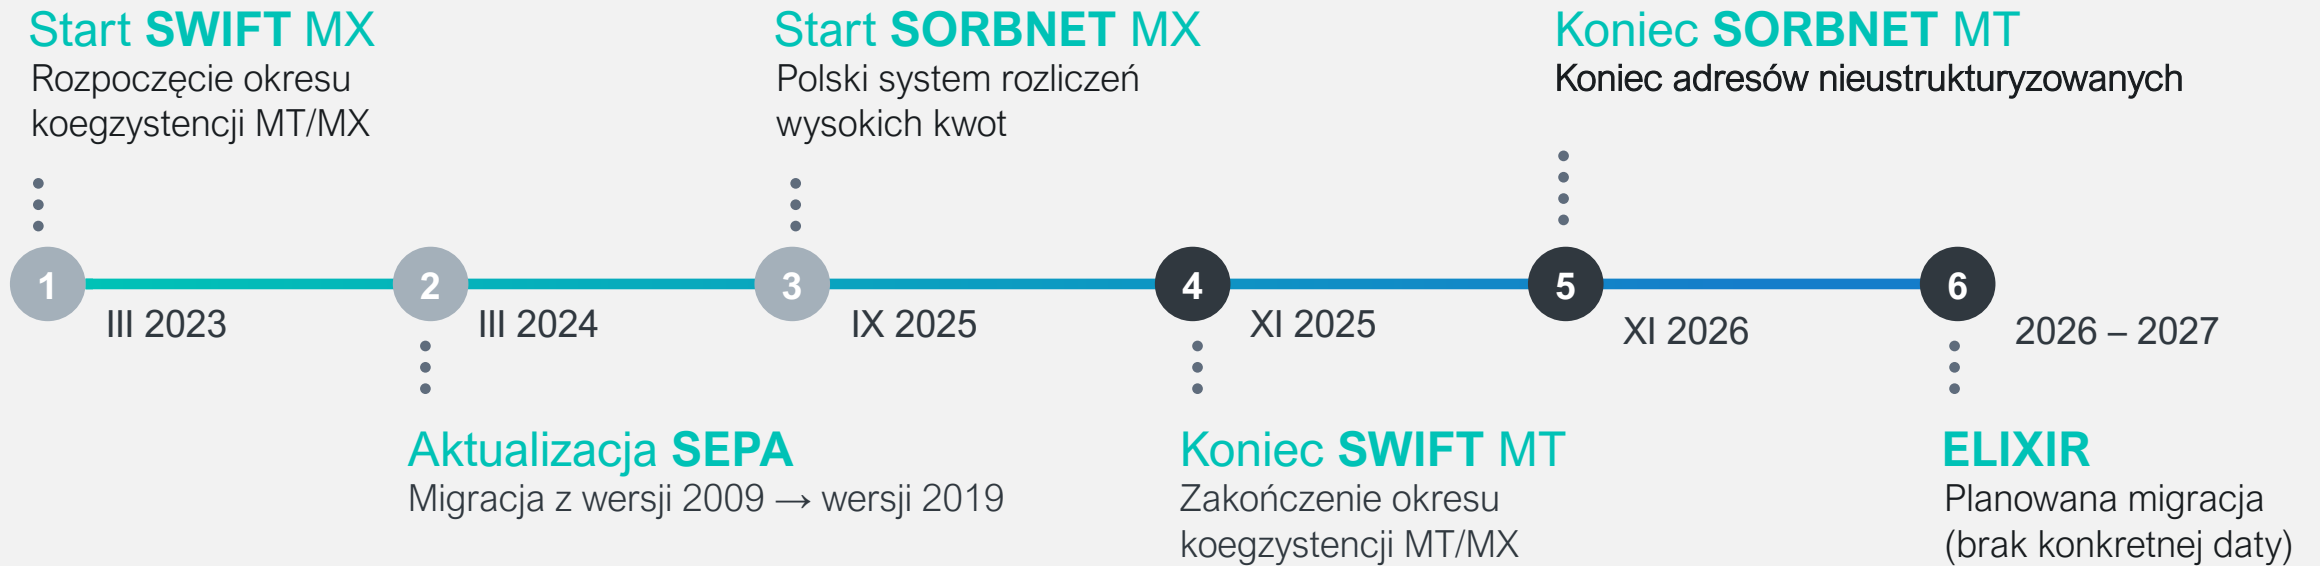 Start SWIFT MX
Rozpoczęcie okresu
koegzystencji MT/MX
Start SORBNET MX
Polski system rozliczeń
wysokich kwot
Koniec SORBNET MT
Koniec adresów nieustrukturyzowanych
1
III 2023
2
III 2024
3
IX 2025
4
XI 2025
5
XI 2026
6
2026 – 2027
Aktualizacja SEPA
Migracja z wersji 2009 → wersji 2019
Koniec SWIFT MT
Zakończenie okresu
koegzystencji MT/MX
ELIXIR
Planowana migracja
(brak konkretnej daty)